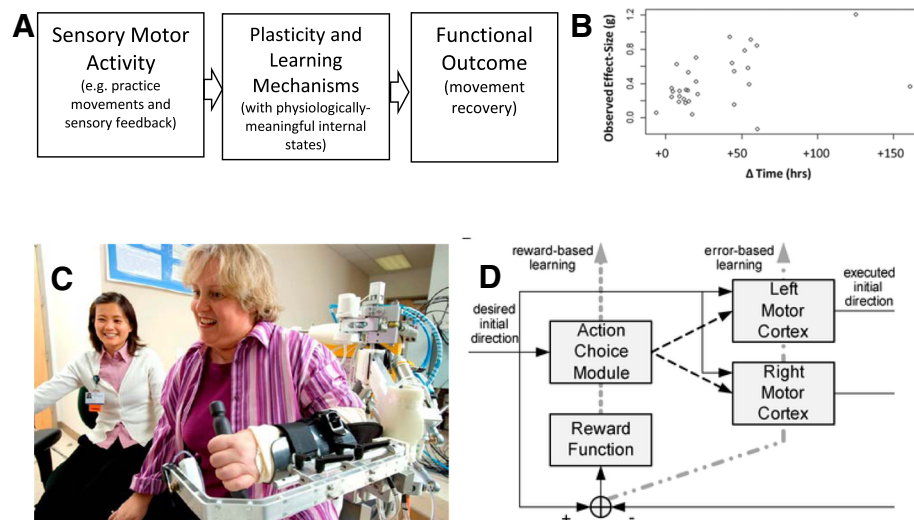 A
Sensory Motor
Activity
(e.g. practice
movements and
sensory feedback)
Plasticity and
Learning
Mechanisms
(with physiologically-
meaningful internal
states)
Functional
Outcome
(movement
recovery)
B
Observed Effect-Size (g)
1.2
0.8
0.4
0.0
+0
+50
+100
+150
Δ Time (hrs)
C
D
reward-based
learning
error-based
learning
desired
initial
direction
executed
initial
direction
Action
Choice
Module
Left
Motor
Cortex
Right
Motor
Cortex
Reward
Function
+
-